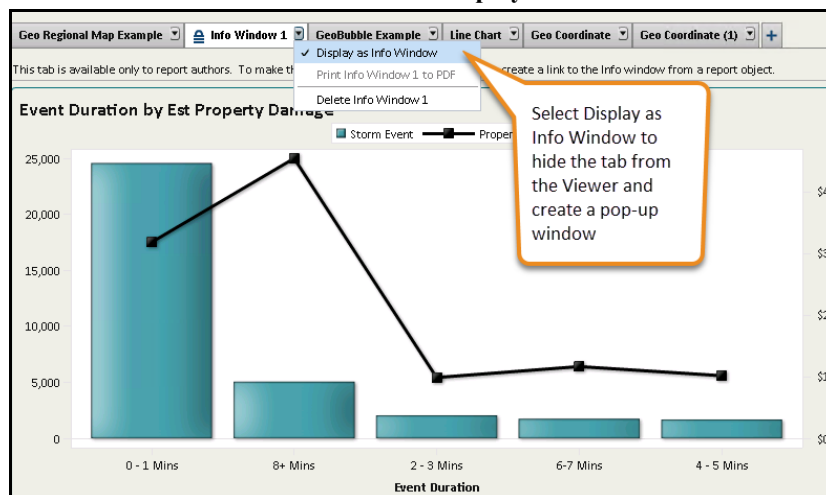 Geo Regional Map Example Info Window 1 GeoBubble Example Line Chart Geo Coordinate Geo Coordinate (1) +
✓ Display as Info Window
Print Info Window 1 to PDF
Delete Info Window 1
This tab is available only to report authors. To make create a link to the Info window from a report object.
Select Display as
Info Window to
hide the tab from
the Viewer and
create a pop-up
window
Event Duration by Est Property Damage
Storm Event
25,000
20,000
15,000
10,000
5,000
0
$4
$3
$2
$1
$0
0 - 1 Mins 8+ Mins 2 - 3 Mins 6-7 Mins 4 - 5 Mins
Event Duration